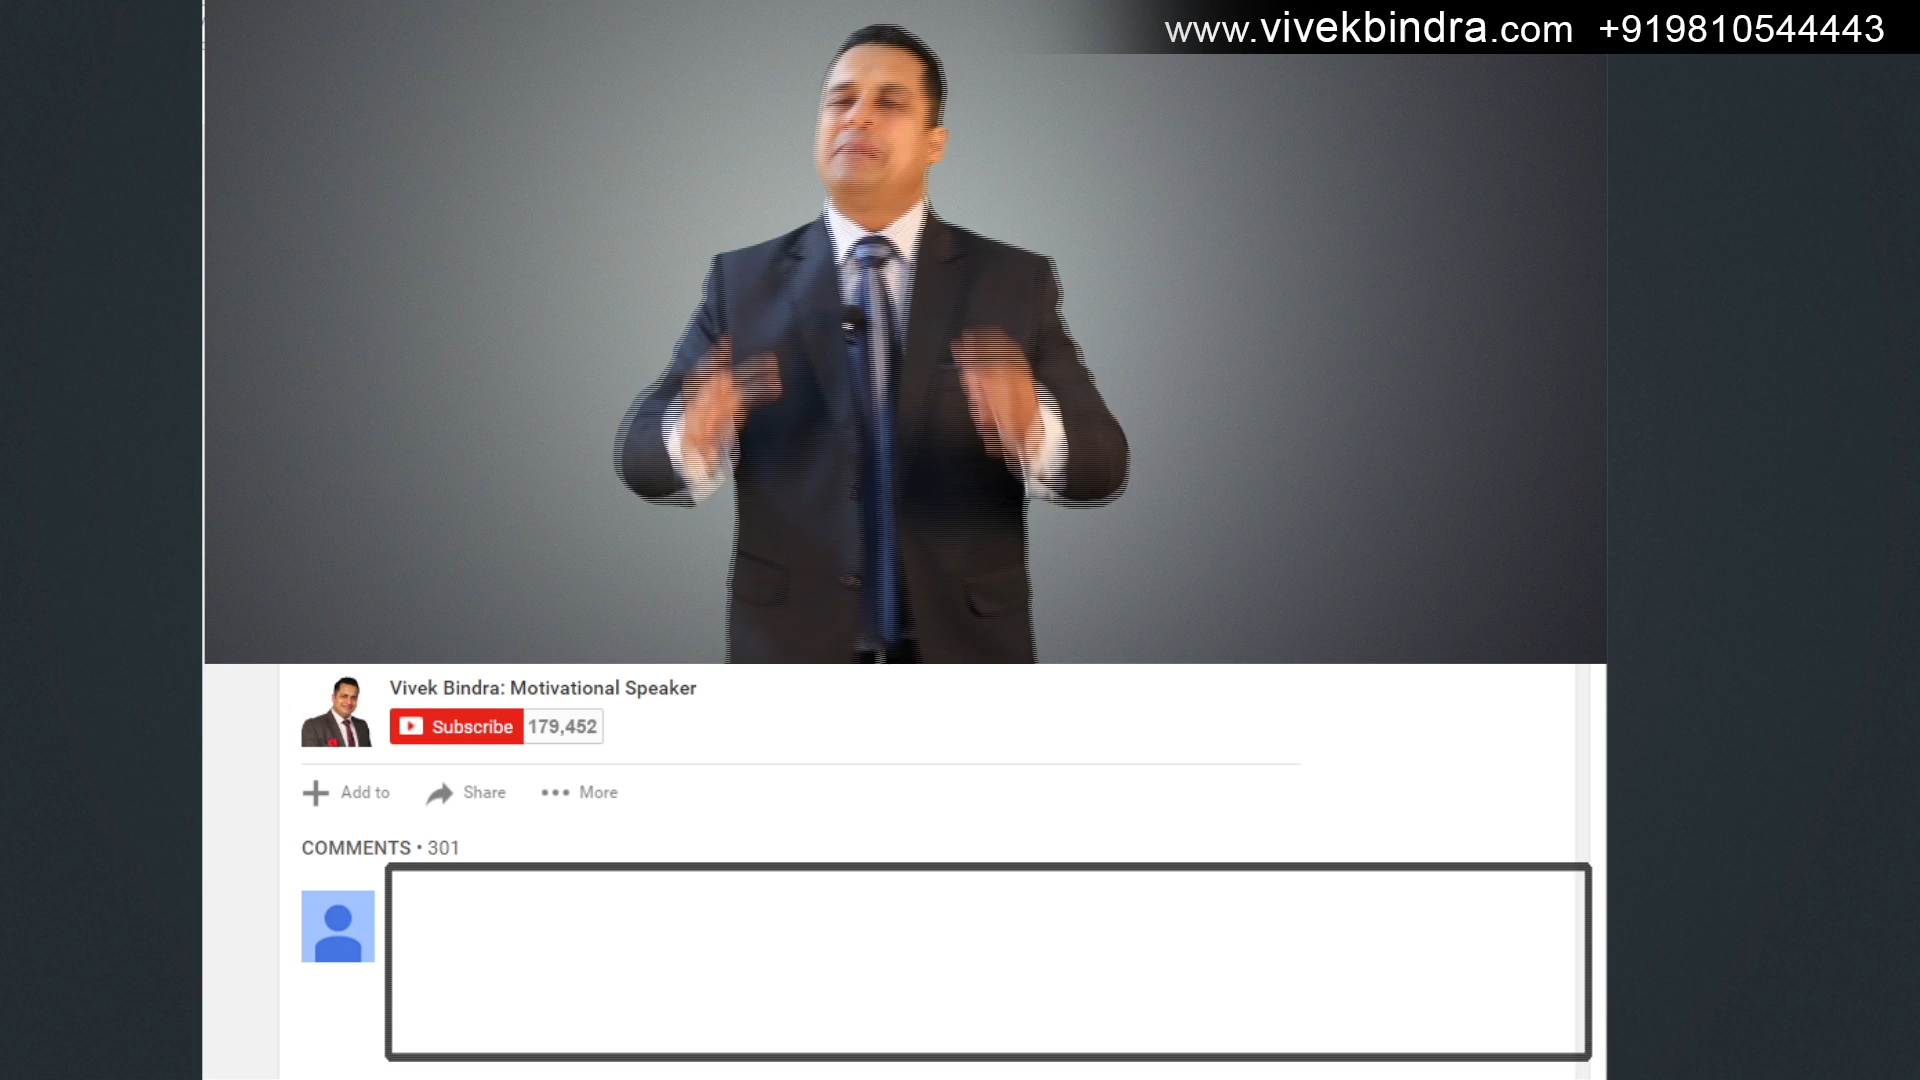 www.vivekbindra.com +919810544443
Vivek Bindra: Motivational Speaker
Subscribe 179,452
Add to Share More
COMMENTS • 301